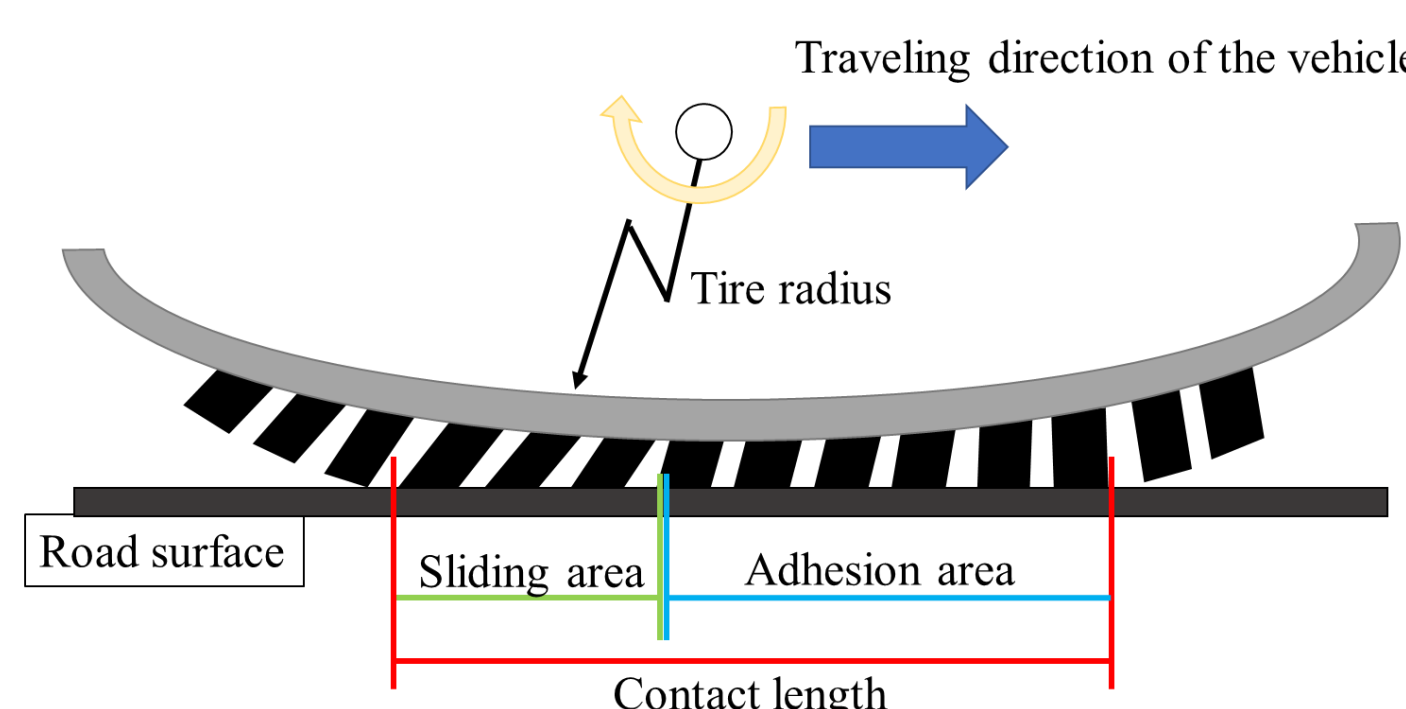 Traveling direction of the vehicle
Tire radius
Road surface
Sliding area
Adhesion area
Contact length